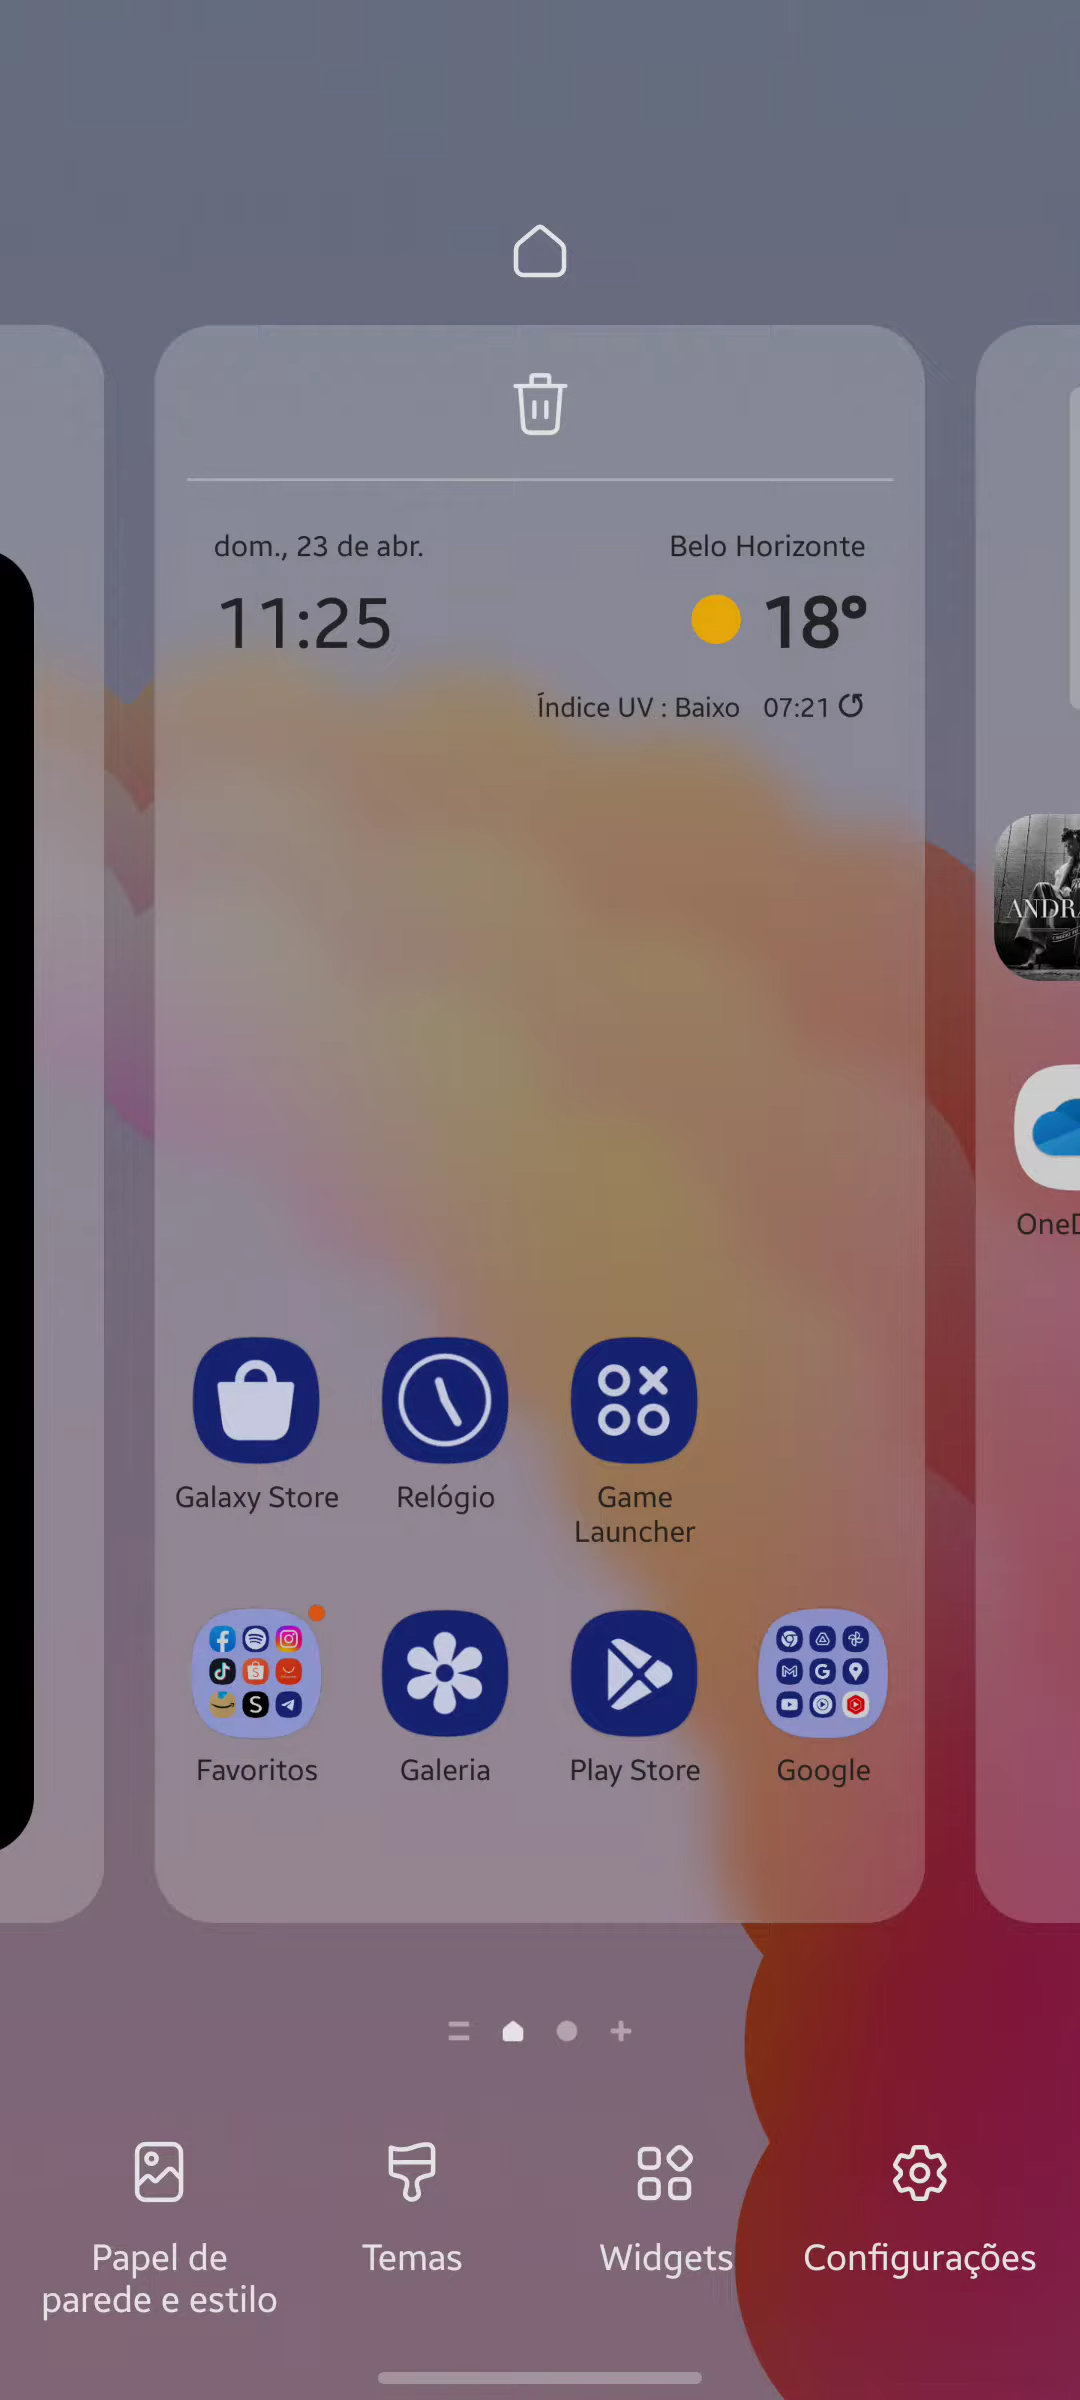 dom., 23 de abr.
Belo Horizonte
11:25
18°
Índice UV : Baixo 07:21
Galaxy Store
Relógio
Game
Launcher
Favoritos
Galeria
Play Store
Google
Papel de
parede e estilo
Temas
Widgets
Configurações